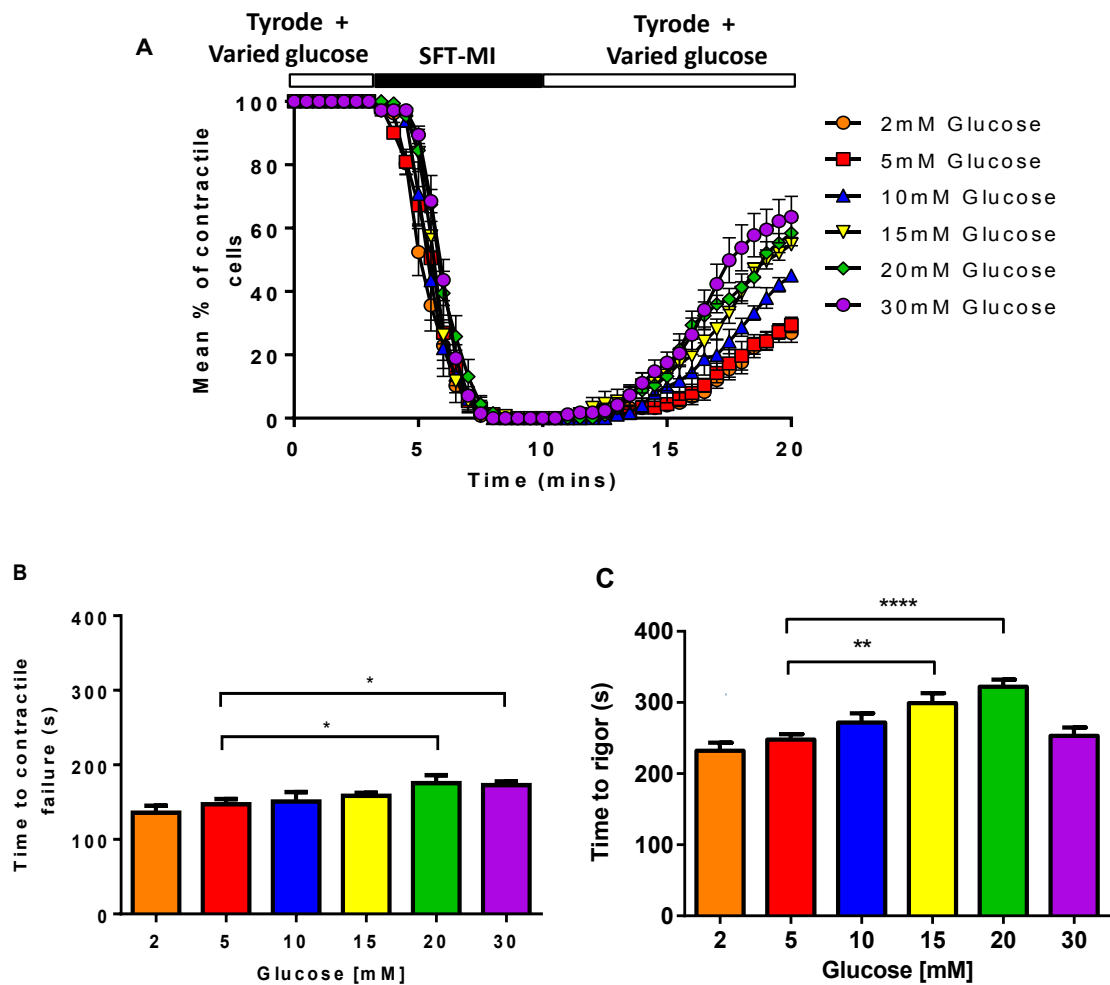 A
Tyrode +
Varied glucose
SFT-MI
Tyrode +
Varied glucose
Mean % of contractile
cells
100
80
60
40
20
0
0 5 10 15 20
Time (mins)
2mM Glucose
5mM Glucose
10mM Glucose
15mM Glucose
20mM Glucose
30mM Glucose
B
Time to contractile
failure (s)
400
300
200
100
0
*
*
2 5 10 15 20 30
Glucose [mM]
C
Time to rigor (s)
400
300
200
100
0
****
**
2 5 10 15 20 30
Glucose [mM]